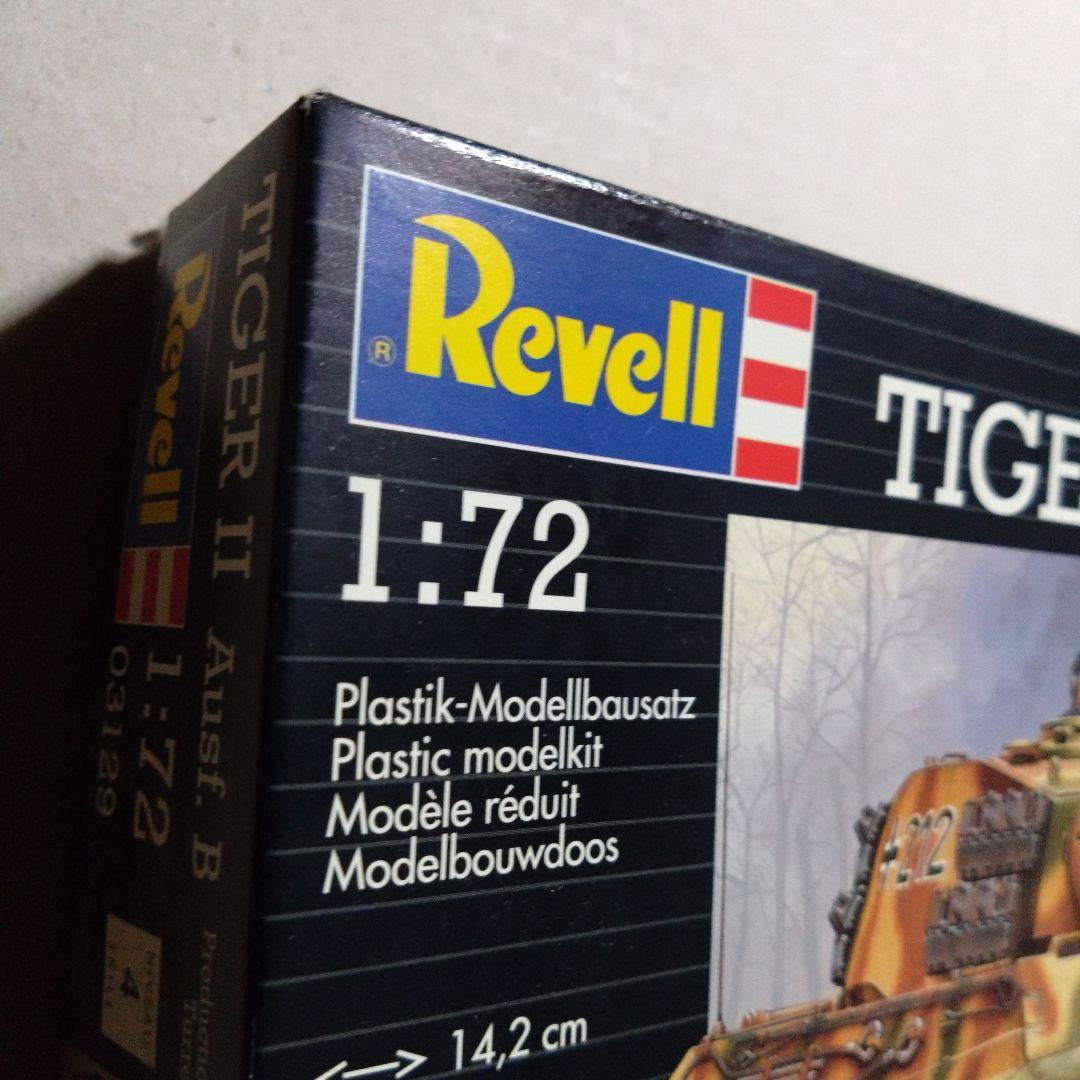 Revell
®
TIGE
1:72
Plastik-Modellbausatz
Plastic modelkit
Modèle réduit
Modelbouwdoos
14,2 cm
212
TIGER II Ausf. B
Revell
1:72
03129
4